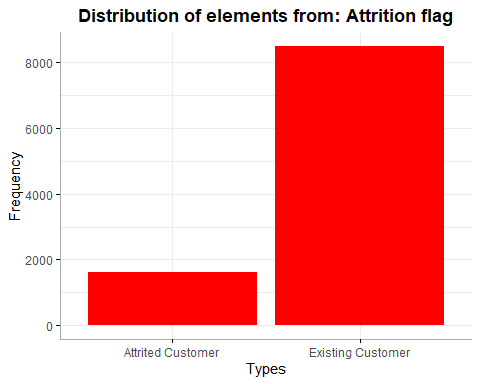 Distribution of elements from: Attrition flag
Frequency
8000
6000
4000
2000
0
Attrited Customer
Existing Customer
Types